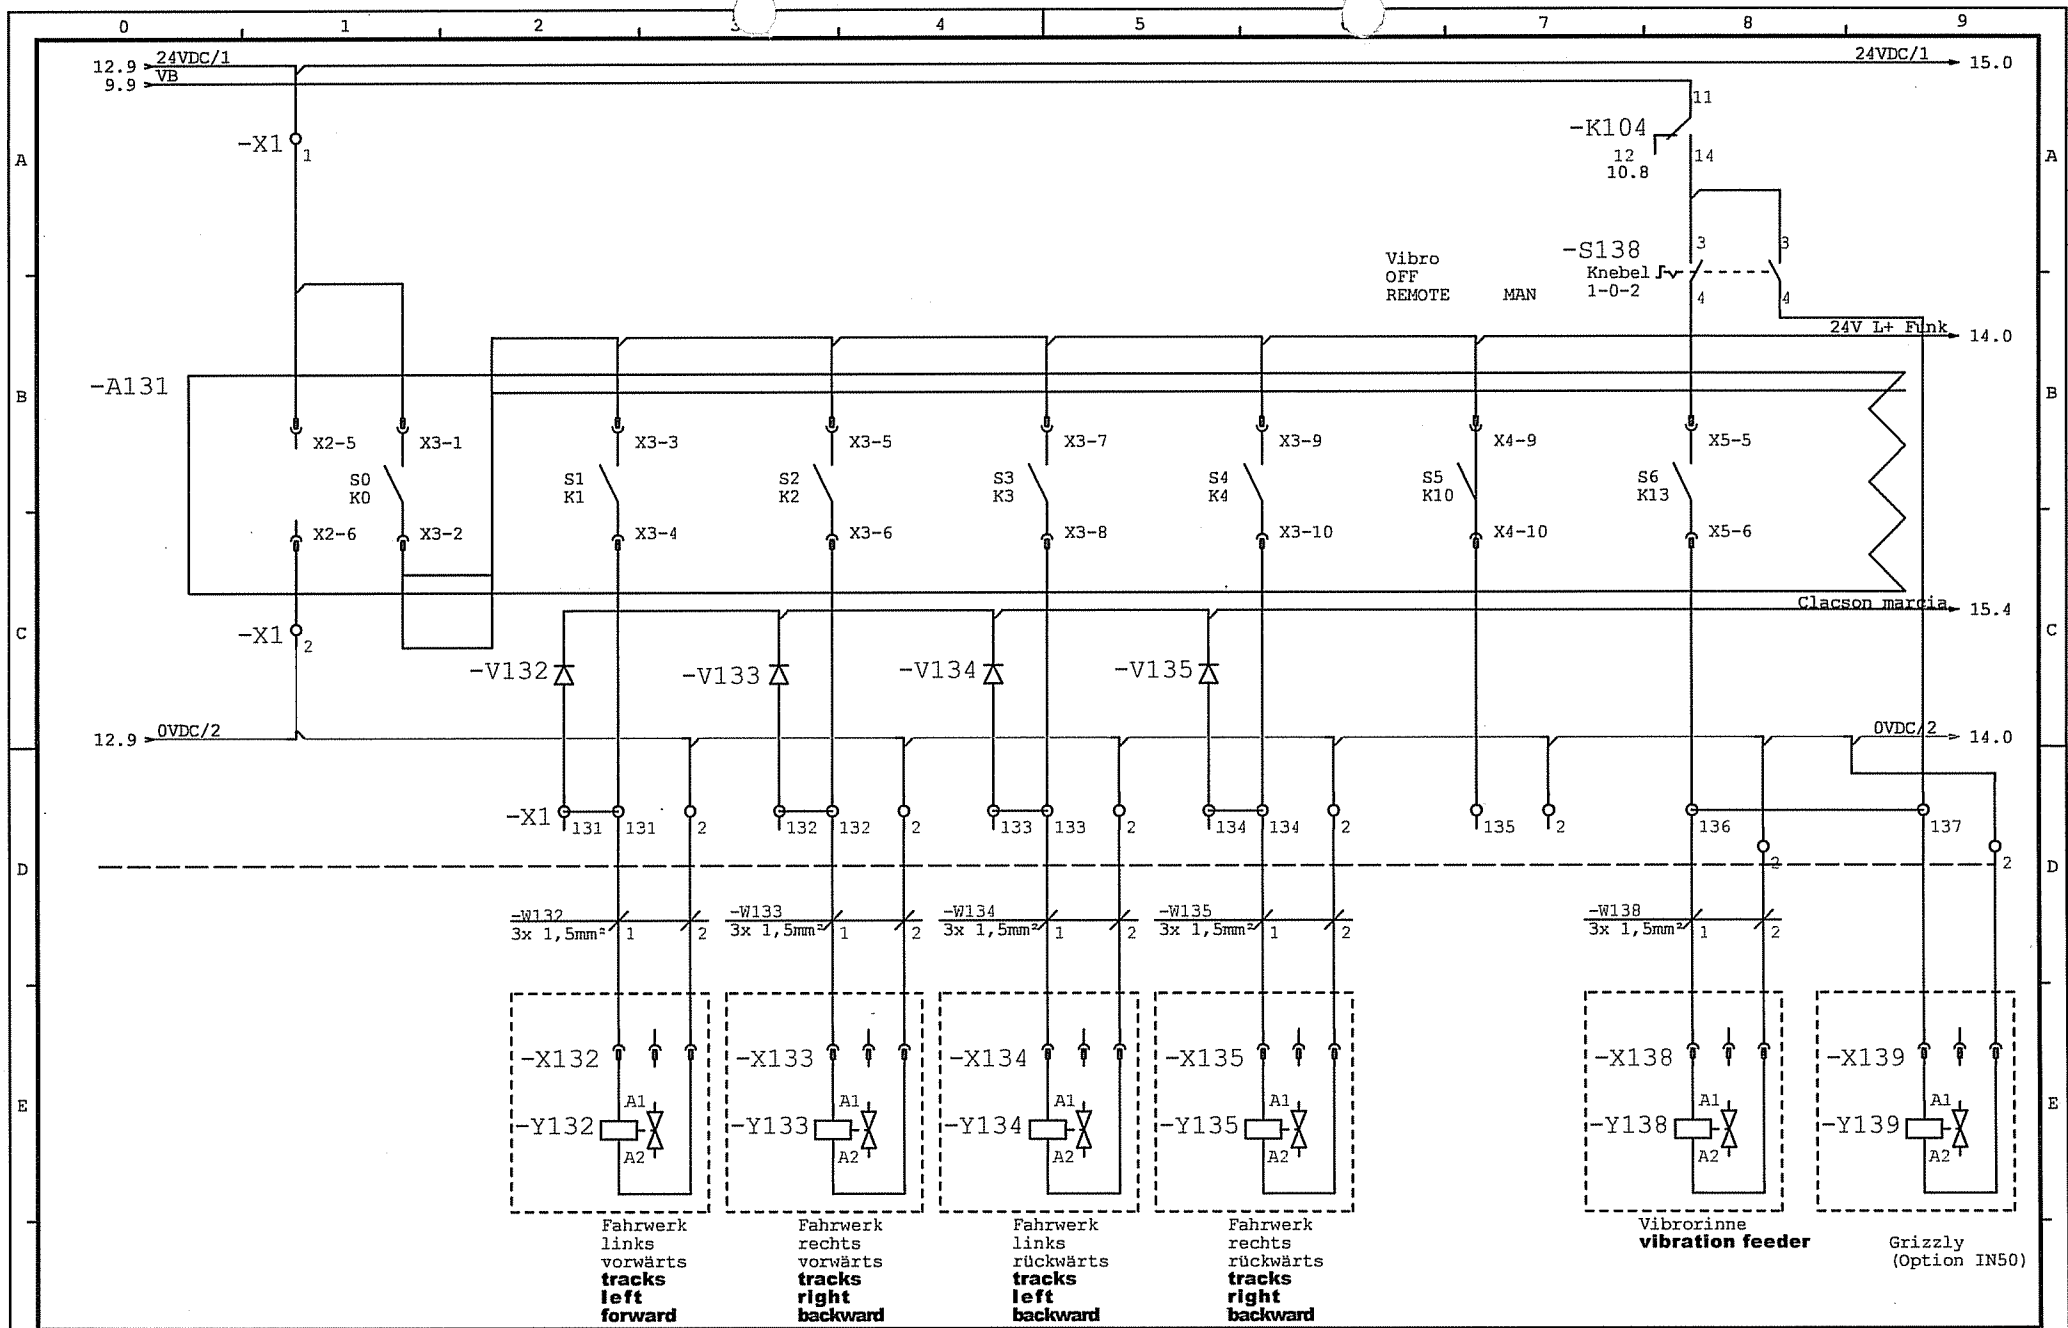 0 1 2 3 4 5 7 8 9
24VDC/1 24VDC/1
12.9 15.0
VB
9.9
11
-K104
-X1 1
12 14
10.8
A A
-S138 3 3
Vibro
OFF Knebel
REMOTE MAN 1-0-2 4 4
24V L+ Funk 14.0
-A131
B B
X2-5 X3-1 X3-3 X3-5 X3-7 X3-9 X4-9 X5-5
S0 S1 S2 S3 S4 S5 S6
K0 K1 K2 K3 K4 K10 K13
X2-6 X3-2 X3-4 X3-6 X3-8 X3-10 X4-10 X5-6
Clacson marcia 15.4
C C
-X1 2
-V132 -V133 -V134 -V135
12.9 0VDC/2 0VDC/2 14.0
-X1 131 131 2 132 132 2 133 133 2 134 134 2 135 2 136 137
2 2
D D
-W132 -W133 -W134 -W135 -W138
3x 1,5mm² 1 2 3x 1,5mm² 1 2 3x 1,5mm² 1 2 3x 1,5mm² 1 2 3x 1,5mm² 1 2
-X132 -X133 -X134 -X135 -X138 -X139
A1 A1 A1 A1 A1 A1
E E
-Y132 -Y133 -Y134 -Y135 -Y138 -Y139
A2 A2 A2 A2 A2 A2
Fahrwerk
links
vorwärts
tracks
left
forward
Fahrwerk
rechts
vorwärts
tracks
right
backward
Fahrwerk
links
rückwärts
tracks
left
backward
Fahrwerk
rechts
rückwärts
tracks
right
backward
Vibrorinne
vibration feeder
Grizzly
(Option IN50)